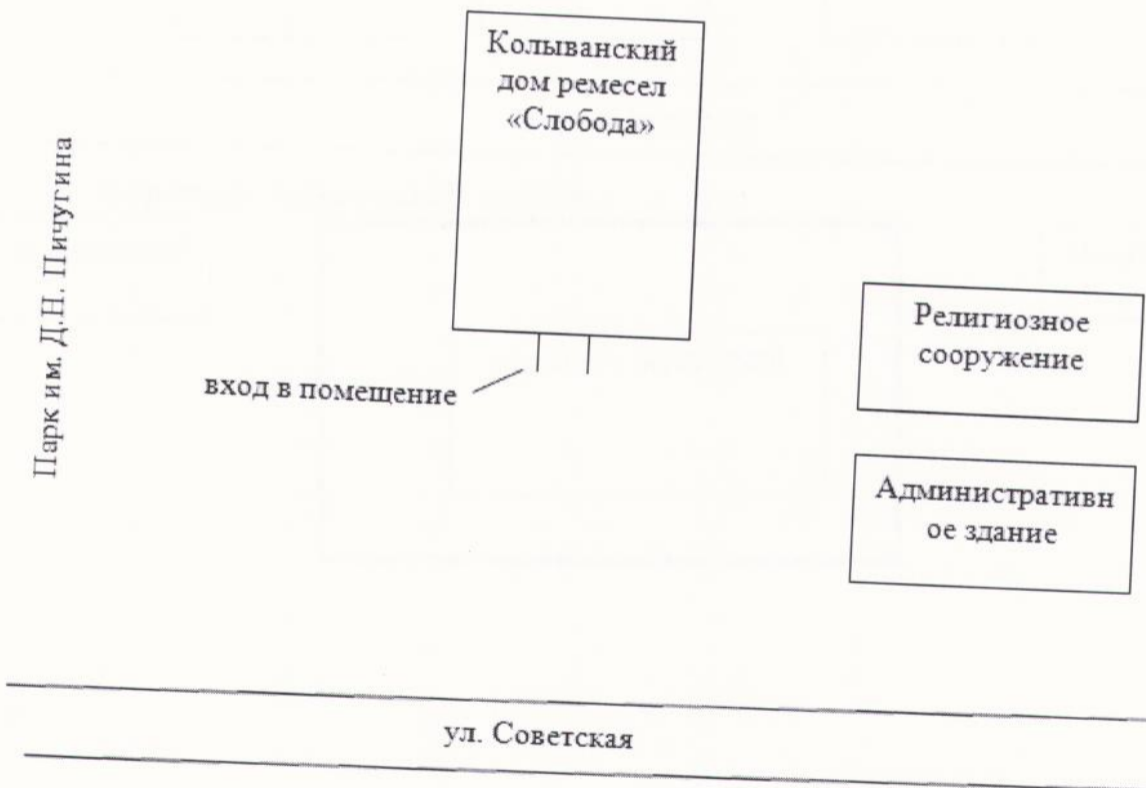 Колыванский
дом ремесел
«Слобода»
Парк им. Д.Н. Пичугина
вход в помещение
Религиозное
сооружение
Административн
ое здание
ул. Советская